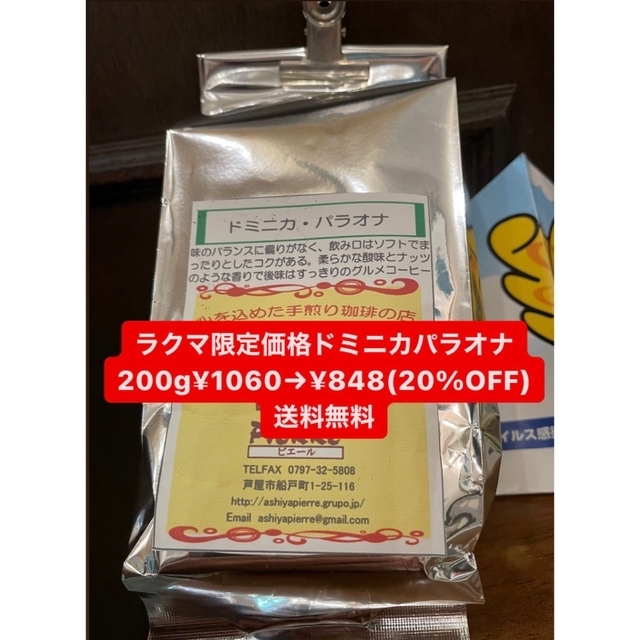 ドミニカ・パラオナ
味のバランスに偏りがなく、飲み口はソフトでま
ったりとしたコクがある。柔らかな酸味とナッツ
のような香りで後味はすっきりのグルメコーヒー
心を込めた手煎り珈琲の店
ラクマ限定価格ドミニカパラオナ
200g¥1060→¥848(20%OFF)
送料無料
ピエール
TELFAX 0797-32-5808
芦屋市船戸町1-25-116
http://ashiyapierre.grupo.jp/
Email ashiyapierre@gmail.com
イルス感